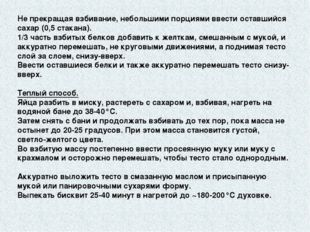 Не прекращая взбивание, небольшими порциями ввести оставшийся
сахар (0,5 стакана).
1/3 часть взбитых белков добавить к желткам, смешанным с мукой, и
аккуратно перемешать, не круговыми движениями, а поднимая тесто
слой за слоем, снизу-вверх.
Ввести оставшиеся белки и также аккуратно перемешать тесто снизу-
вверх.
Теплый способ.
Яйца разбить в миску, растереть с сахаром и, взбивая, нагреть на
водяной бане до 38-40°C.
Затем снять с бани и продолжать взбивать до тех пор, пока масса не
остынет до 20-25 градусов. При этом масса становится густой,
светло-желтого цвета.
Во взбитую массу постепенно ввести просеянную муку или муку с
крахмалом и осторожно перемешать, чтобы тесто стало однородным.
Аккуратно выложить тесто в смазанную маслом и присыпанную
мукой или панировочными сухарями форму.
Выпекать бисквит 25-40 минут в нагретой до ~180-200°C духовке.